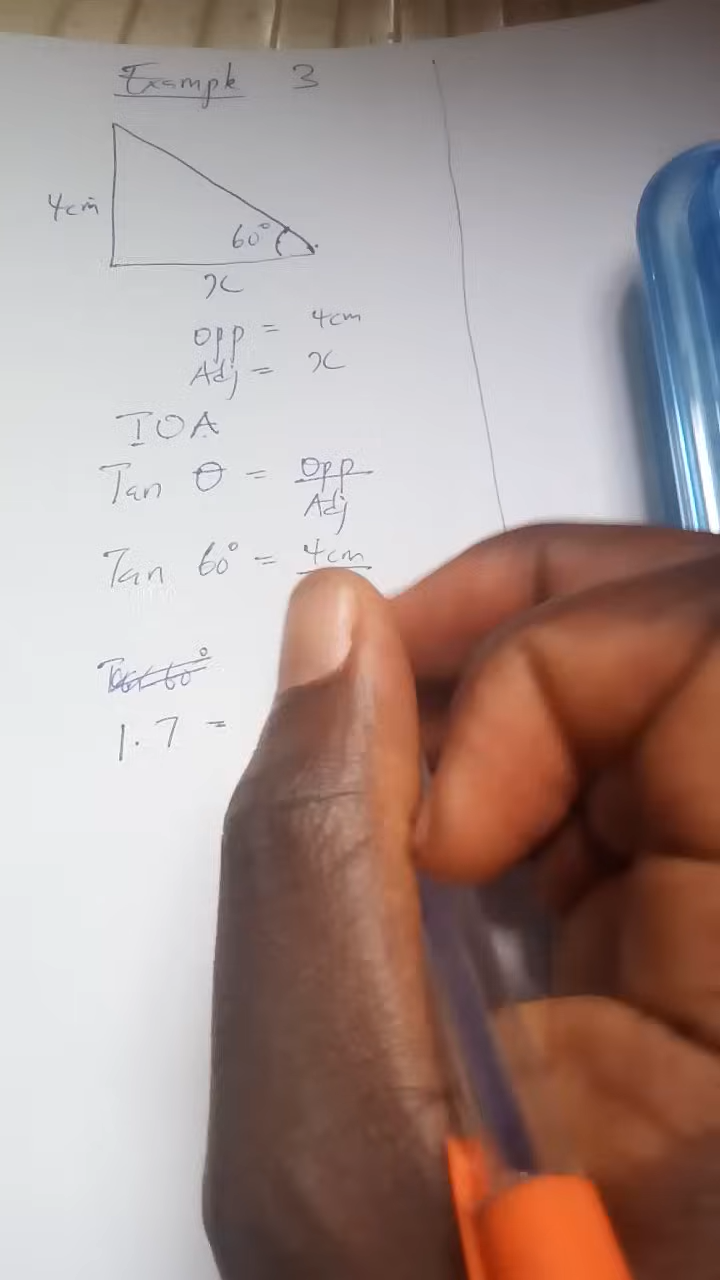 Example 3
4cm
60°
x
opp = 4cm
Adj = x
TOA
Tan θ = opp
Adj
Tan 60° = 4cm
1.7 =